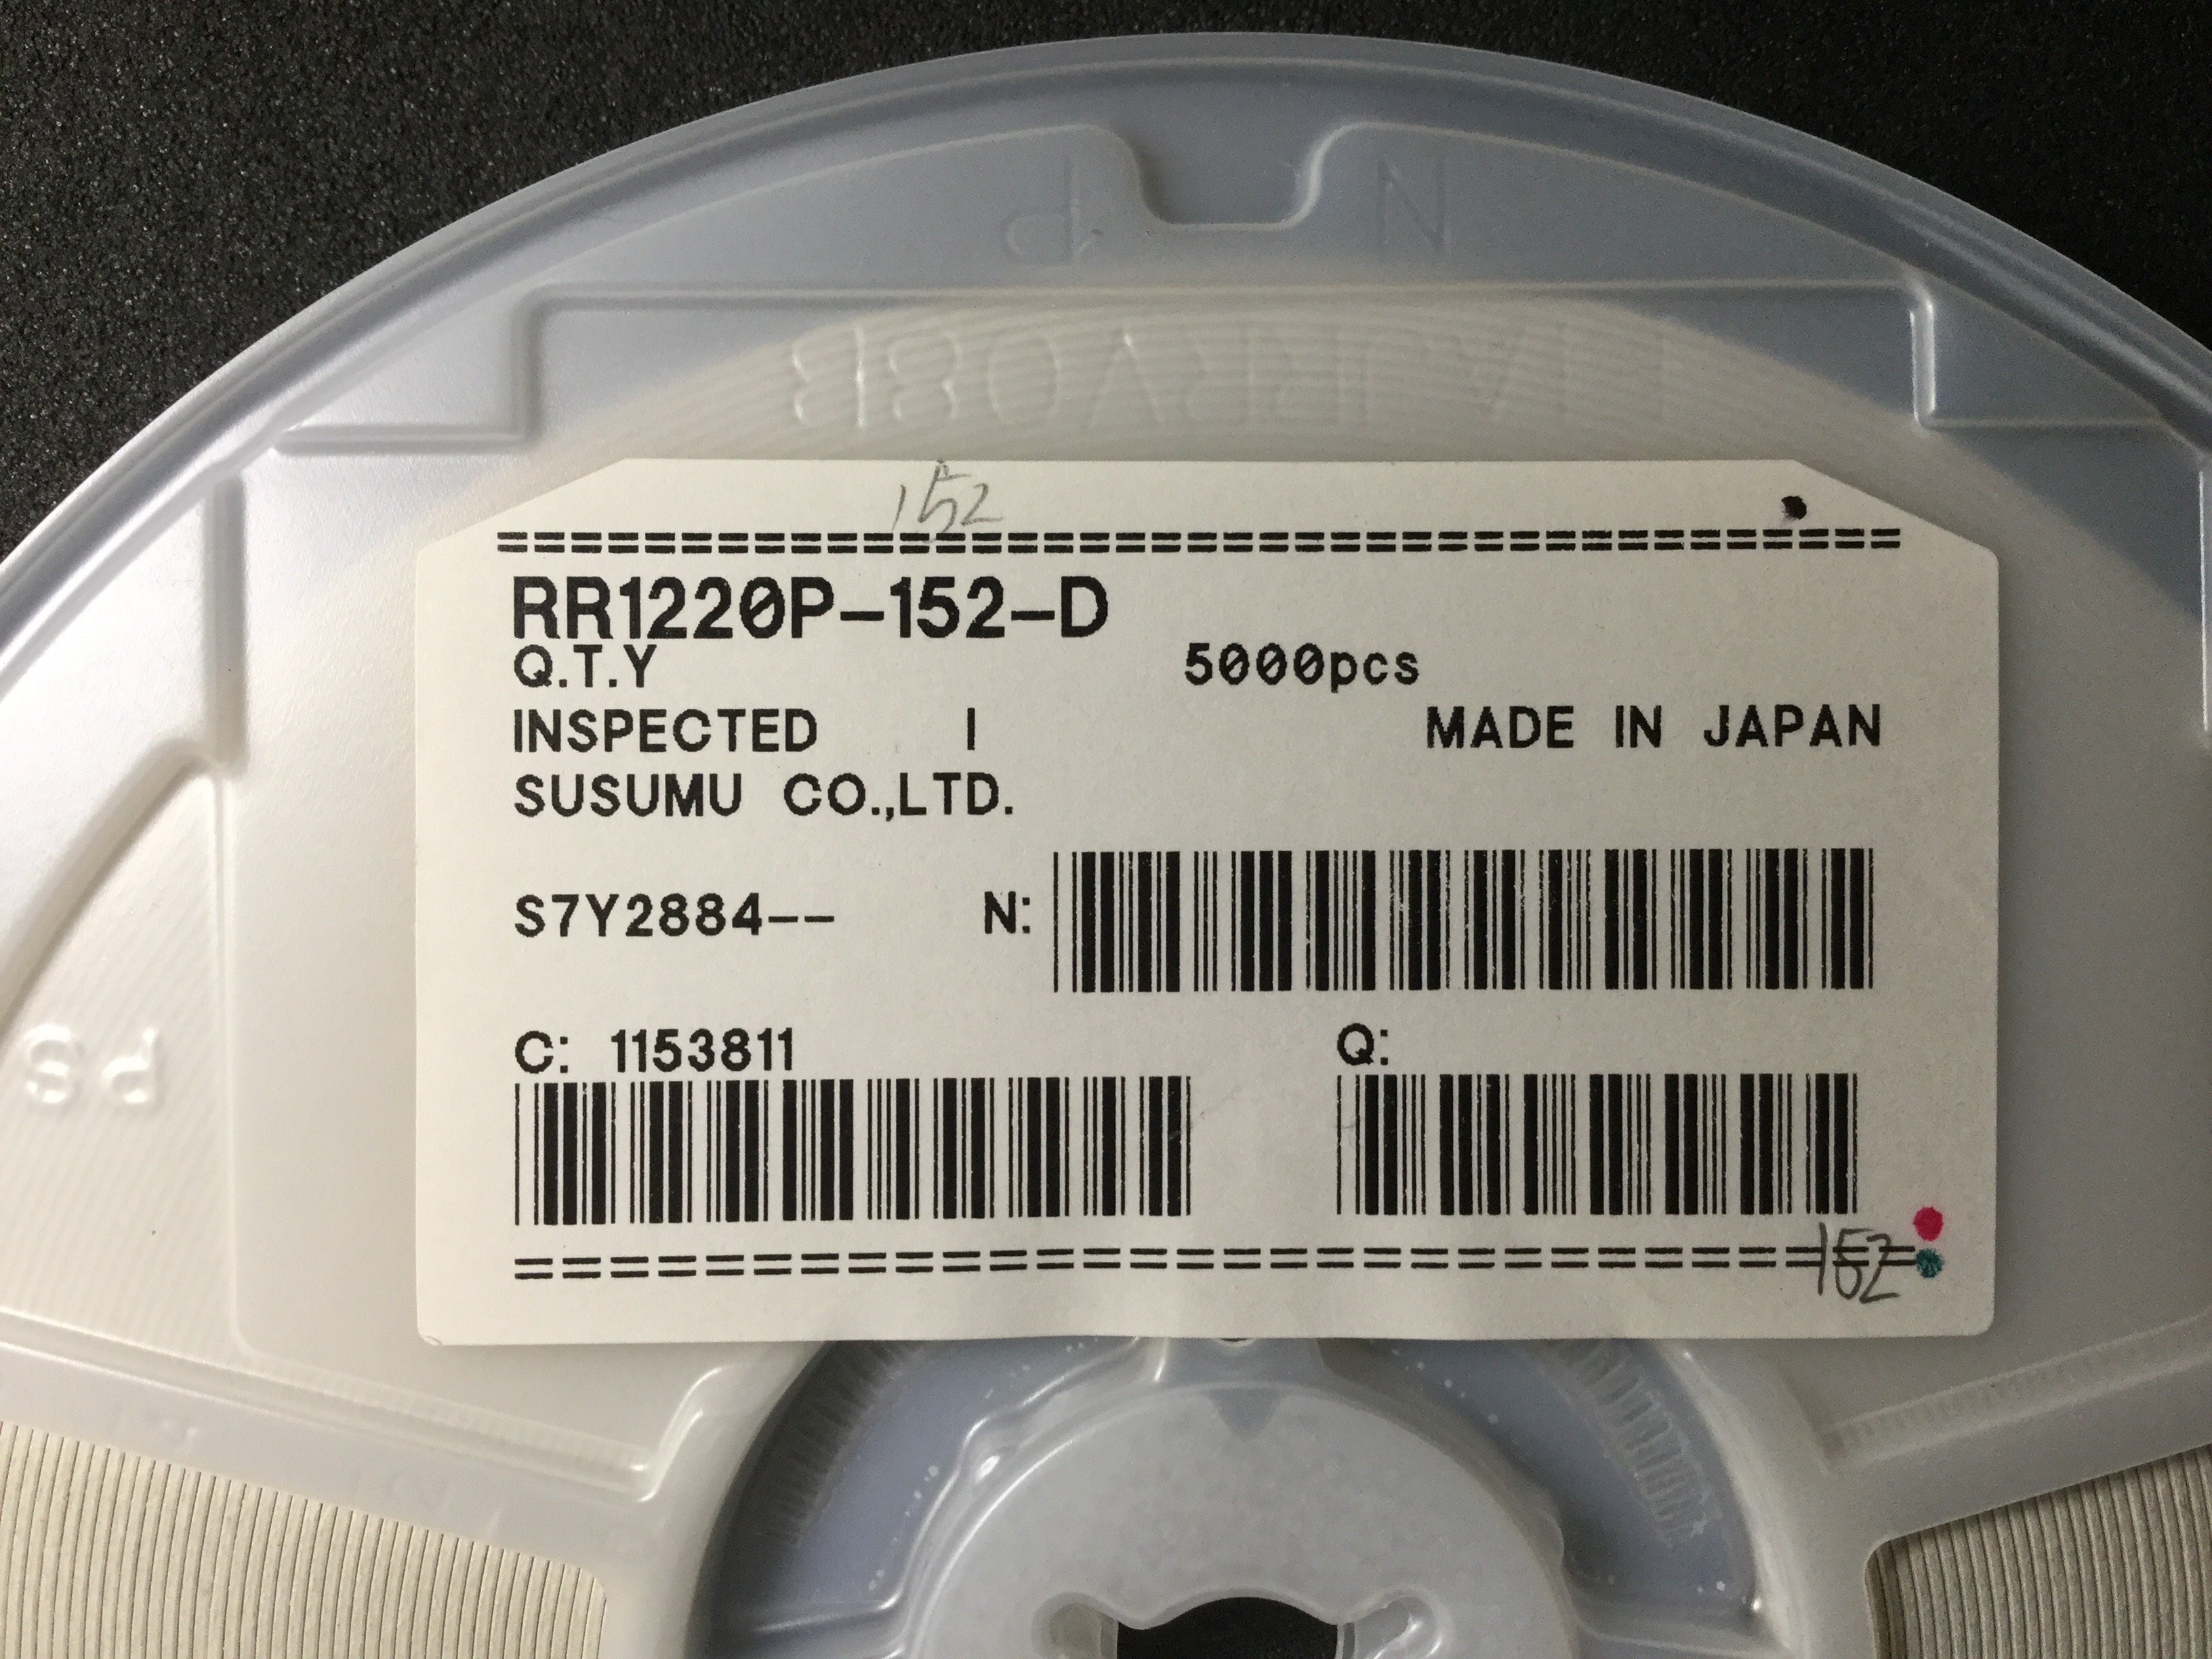 152
==========================================
RR1220P-152-D
Q.T.Y 5000pcs
INSPECTED I MADE IN JAPAN
SUSUMU CO.,LTD.
S7Y2884-- N:
C: 1153811 Q:
==============================
152
PS